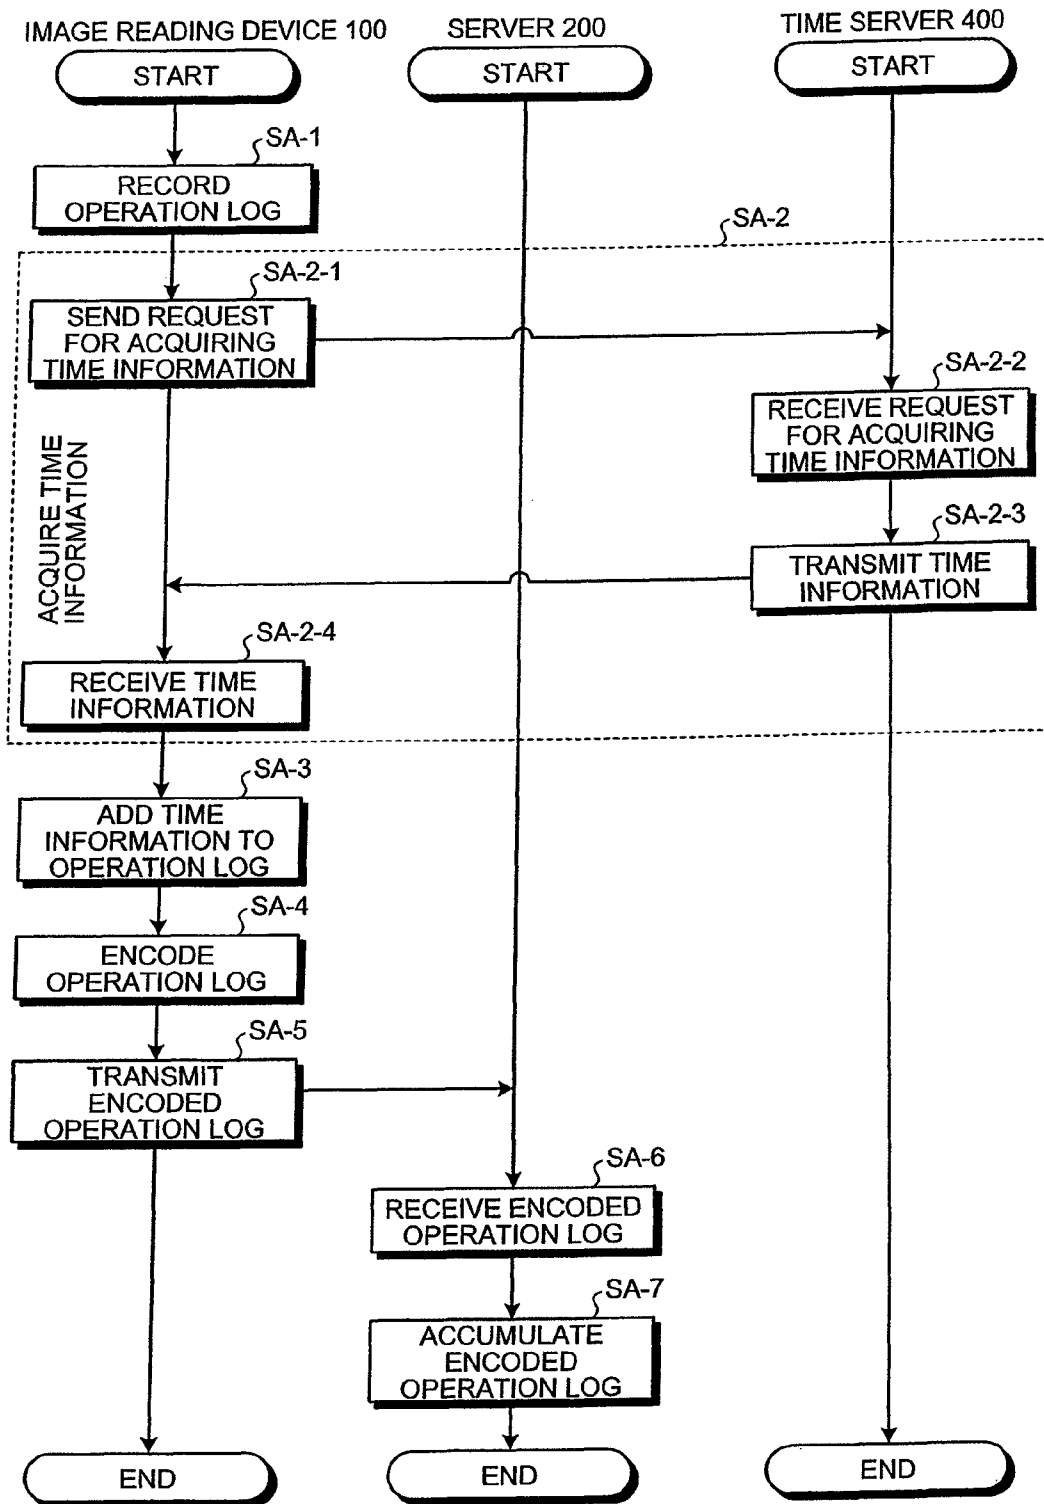 IMAGE READING DEVICE 100
SERVER 200
TIME SERVER 400
START
START
START
SA-1
RECORD
OPERATION LOG
SA-2
SA-2-1
SEND REQUEST
FOR ACQUIRING
TIME INFORMATION
SA-2-2
RECEIVE REQUEST
FOR ACQUIRING
TIME INFORMATION
ACQUIRE TIME
INFORMATION
SA-2-3
TRANSMIT TIME
INFORMATION
SA-2-4
RECEIVE TIME
INFORMATION
SA-3
ADD TIME
INFORMATION TO
OPERATION LOG
SA-4
ENCODE
OPERATION LOG
SA-5
TRANSMIT
ENCODED
OPERATION LOG
SA-6
RECEIVE ENCODED
OPERATION LOG
SA-7
ACCUMULATE
ENCODED
OPERATION LOG
END
END
END